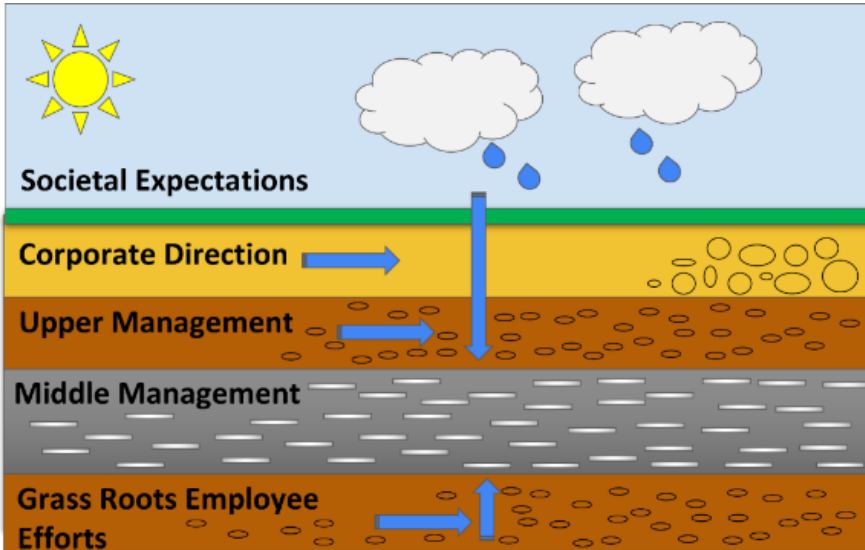 Societal Expectations
Corporate Direction
Upper Management
Middle Management
Grass Roots Employee
Efforts